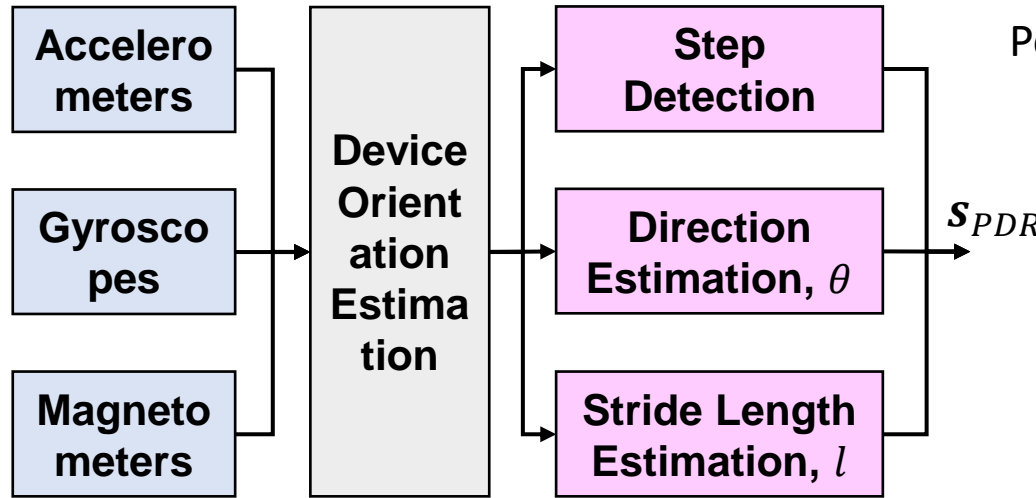 Accelero
meters
Gyrosco
pes
Magneto
meters
Device
Orient
ation
Estima
tion
Step
Detection
Direction
Estimation, θ
Stride Length
Estimation, l
s_PDR